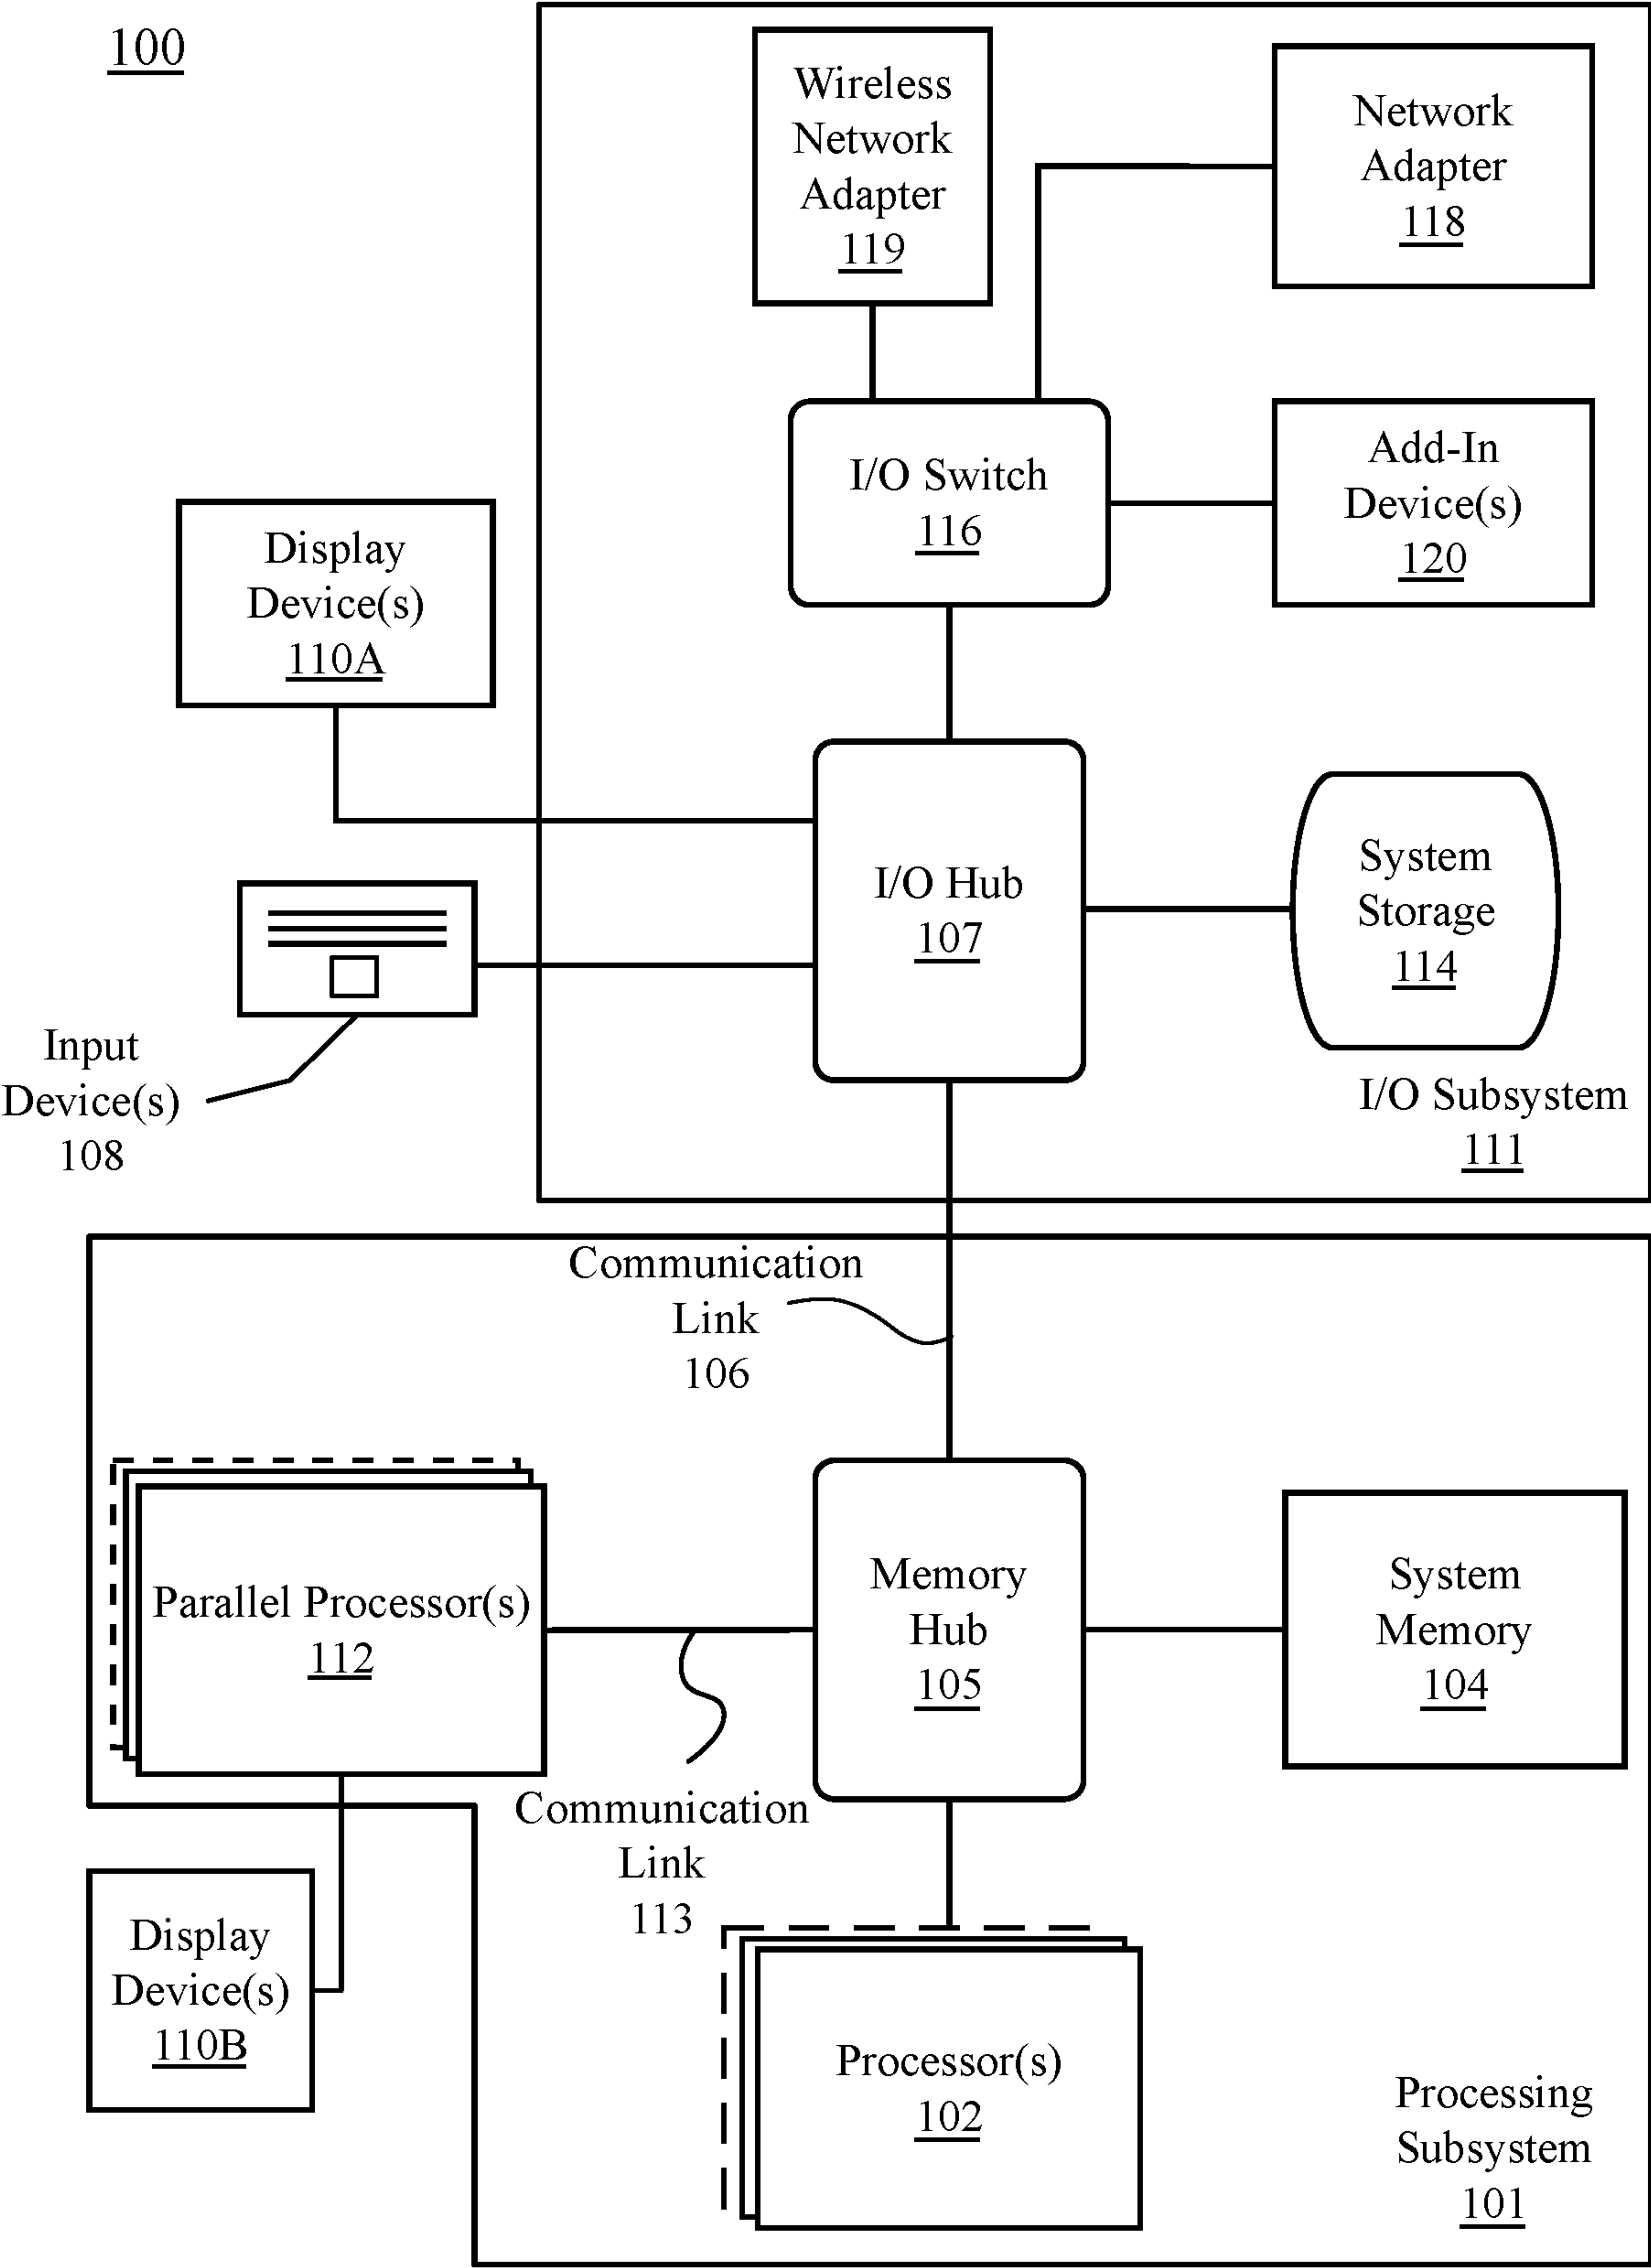 100
Wireless
Network
Adapter
119
Network
Adapter
118
I/O Switch
116
Add-In
Device(s)
120
Display
Device(s)
110A
I/O Hub
107
System
Storage
114
Input
Device(s)
108
I/O Subsystem
111
Communication
Link
106
Parallel Processor(s)
112
Memory
Hub
105
System
Memory
104
Communication
Link
113
Display
Device(s)
110B
Processor(s)
102
Processing
Subsystem
101